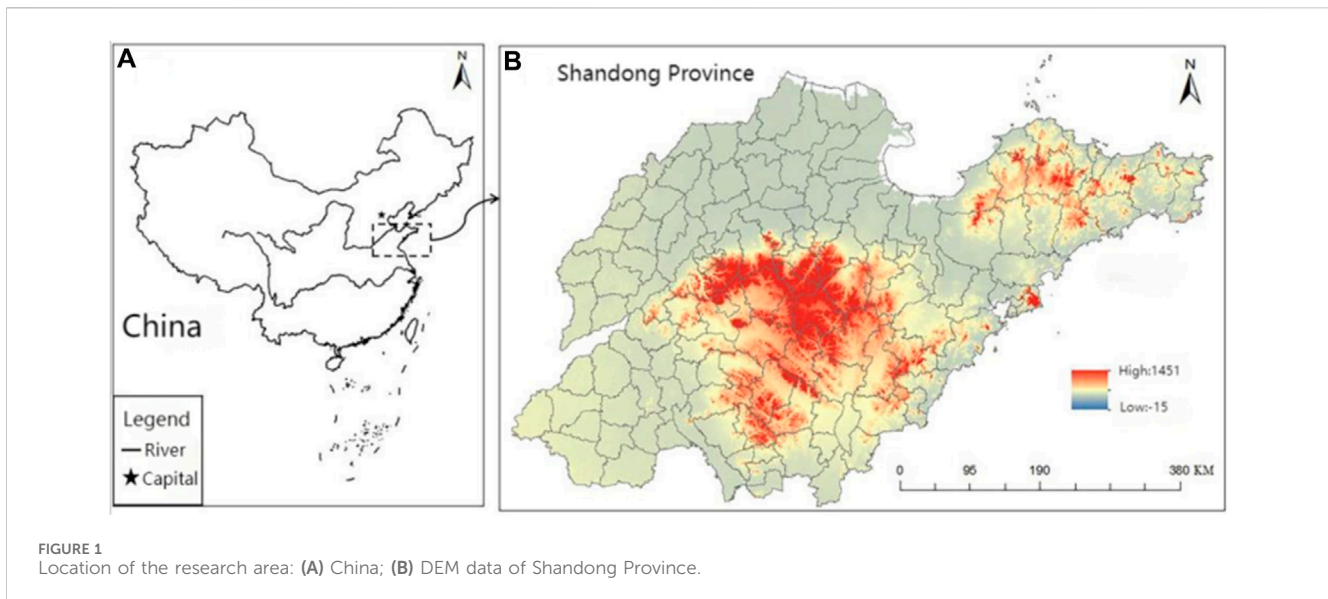 A
N
China
Legend
River
Capital
B
Shandong Province
N
High:1451
Low:-15
0 95 190 380 KM
FIGURE 1
Location of the research area: (A) China; (B) DEM data of Shandong Province.